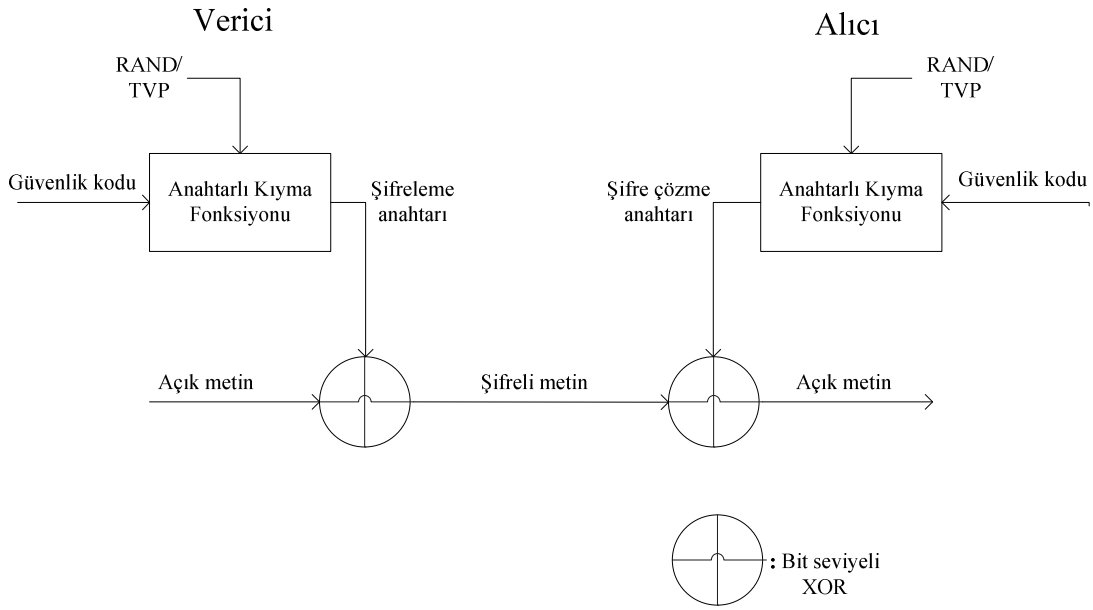 Verici
Alıcı
RAND/
TVP
RAND/
TVP
Güvenlik kodu
Anahtarlı Kıyma
Fonksiyonu
Şifreleme
anahtarı
Şifre çözme
anahtarı
Anahtarlı Kıyma
Fonksiyonu
Güvenlik kodu
Açık metin
Şifreli metin
Açık metin
: Bit seviyeli
XOR